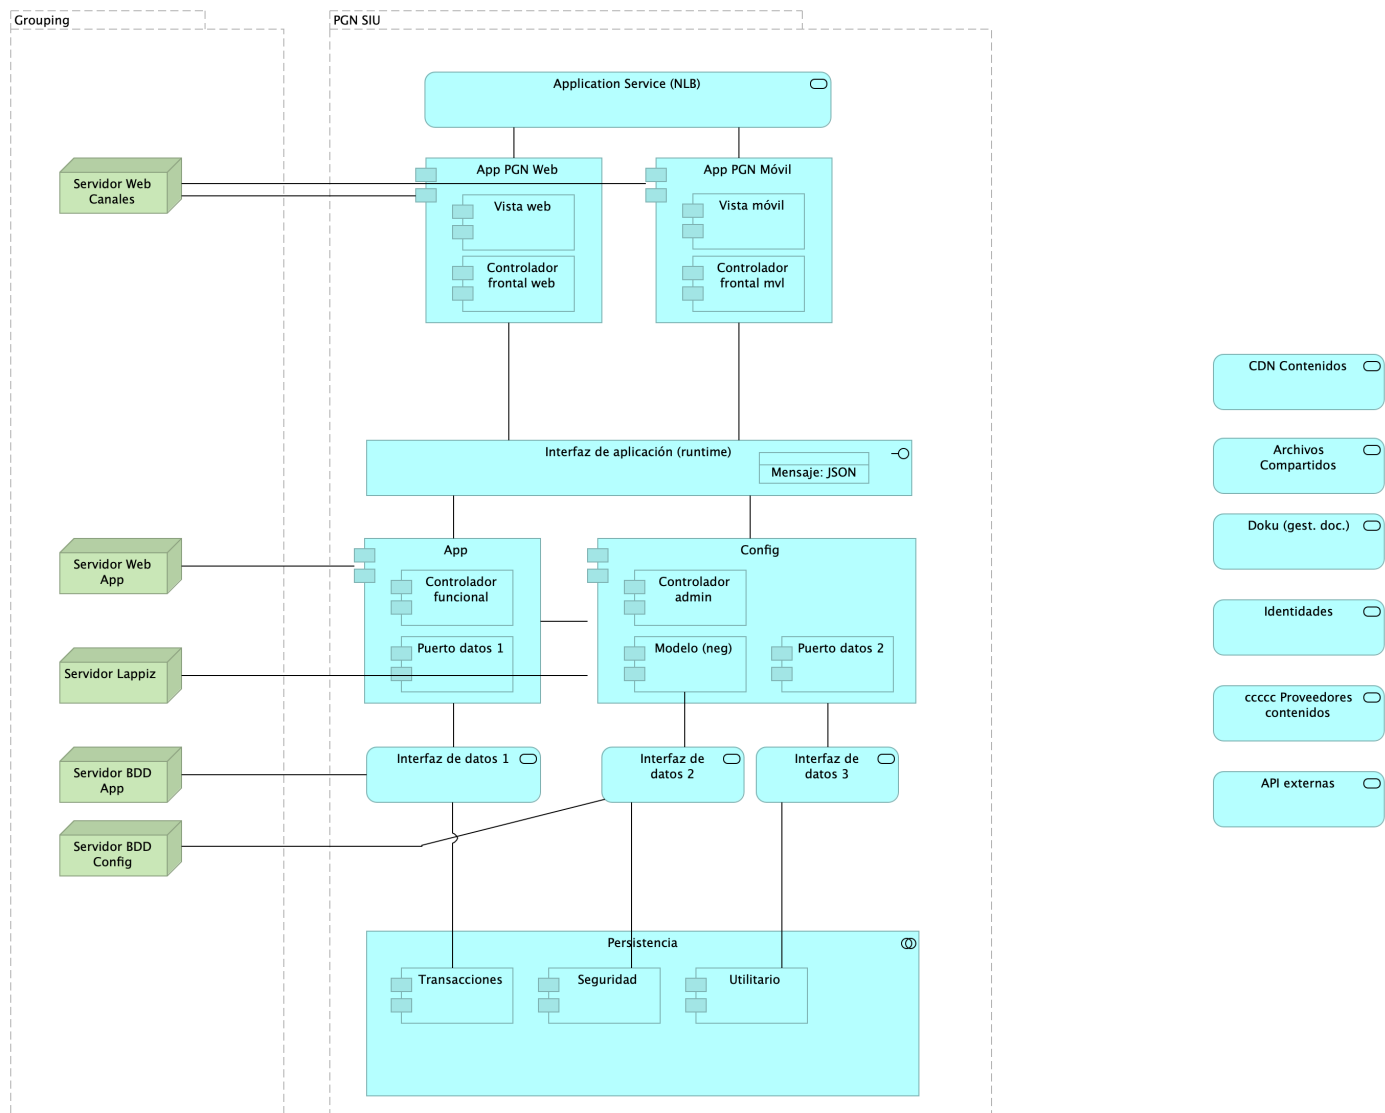 Grouping
PGN SIU
Application Service (NLB)
Servidor Web
Canales
App PGN Web
Vista web
Controlador
frontal web
App PGN Móvil
Vista móvil
Controlador
frontal mvl
Interfaz de aplicación (runtime)
Mensaje: JSON
Servidor Web
App
App
Controlador
funcional
Puerto datos 1
Config
Controlador
admin
Modelo (neg)
Puerto datos 2
Servidor Lappiz
Servidor BDD
App
Interfaz de datos 1
Interfaz de
datos 2
Interfaz de
datos 3
Servidor BDD
Config
Persistencia
Transacciones
Seguridad
Utilitario
CDN Contenidos
Archivos
Compartidos
Doku (gest. doc.)
Identidades
ccccc Proveedores
contenidos
API externas